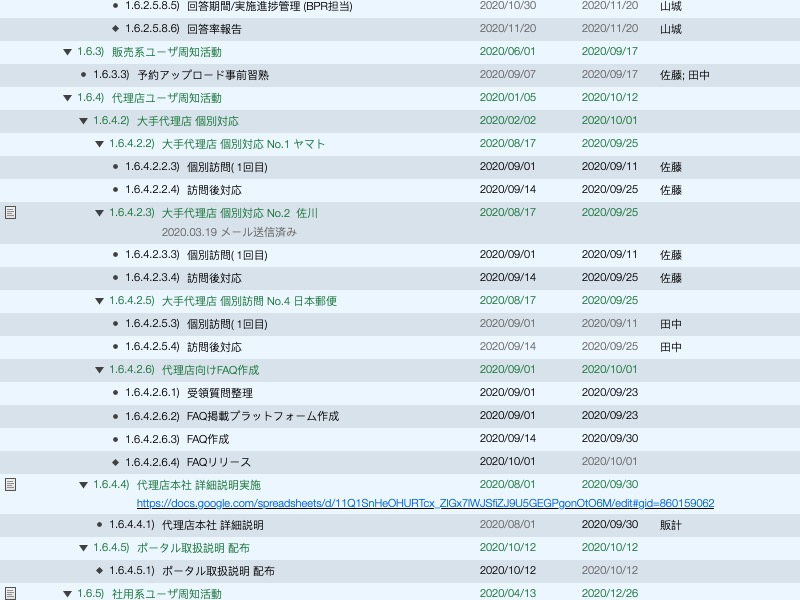 1.6.2.5.8.5) 回答期間/実施進捗管理 (BPR担当) 2020/10/30 2020/11/20 山城
1.6.2.5.8.6) 回答率報告 2020/11/20 2020/11/20 山城
1.6.3) 販売系ユーザ周知活動 2020/06/01 2020/09/17
1.6.3.3) 予約アップロード事前習熟 2020/09/07 2020/09/17 佐藤; 田中
1.6.4) 代理店ユーザ周知活動 2020/01/05 2020/10/12
1.6.4.2) 大手代理店 個別対応 2020/02/02 2020/10/01
1.6.4.2.2) 大手代理店 個別対応 No.1 ヤマト 2020/08/17 2020/09/25
1.6.4.2.2.3) 個別訪問( 1回目) 2020/09/01 2020/09/11 佐藤
1.6.4.2.2.4) 訪問後対応 2020/09/14 2020/09/25 佐藤
1.6.4.2.3) 大手代理店 個別対応 No.2 佐川 2020/08/17 2020/09/25
2020.03.19 メール送信済み
1.6.4.2.3.3) 個別訪問( 1回目) 2020/09/01 2020/09/11 佐藤
1.6.4.2.3.4) 訪問後対応 2020/09/14 2020/09/25 佐藤
1.6.4.2.5) 大手代理店 個別訪問 No.4 日本郵便 2020/08/17 2020/09/25
1.6.4.2.5.3) 個別訪問( 1回目) 2020/09/01 2020/09/11 田中
1.6.4.2.5.4) 訪問後対応 2020/09/14 2020/09/25 田中
1.6.4.2.6) 代理店向けFAQ作成 2020/09/01 2020/10/01
1.6.4.2.6.1) 受領質問整理 2020/09/01 2020/09/23
1.6.4.2.6.2) FAQ掲載プラットフォーム作成 2020/09/01 2020/09/23
1.6.4.2.6.3) FAQ作成 2020/09/14 2020/09/30
1.6.4.2.6.4) FAQリリース 2020/10/01 2020/10/01
1.6.4.4) 代理店本社 詳細説明実施 2020/08/01 2020/09/30
https://docs.google.com/spreadsheets/d/11Q1SnHeOHURTcx_ZlGx7lWJSfiZJ9U5GEGPgonOtO6M/edit#gid=860159062
1.6.4.4.1) 代理店本社 詳細説明 2020/08/01 2020/09/30 販計
1.6.4.5) ポータル取扱説明 配布 2020/10/12 2020/10/12
1.6.4.5.1) ポータル取扱説明 配布 2020/10/12 2020/10/12
1.6.5) 社用系ユーザ周知活動 2020/04/13 2020/12/26